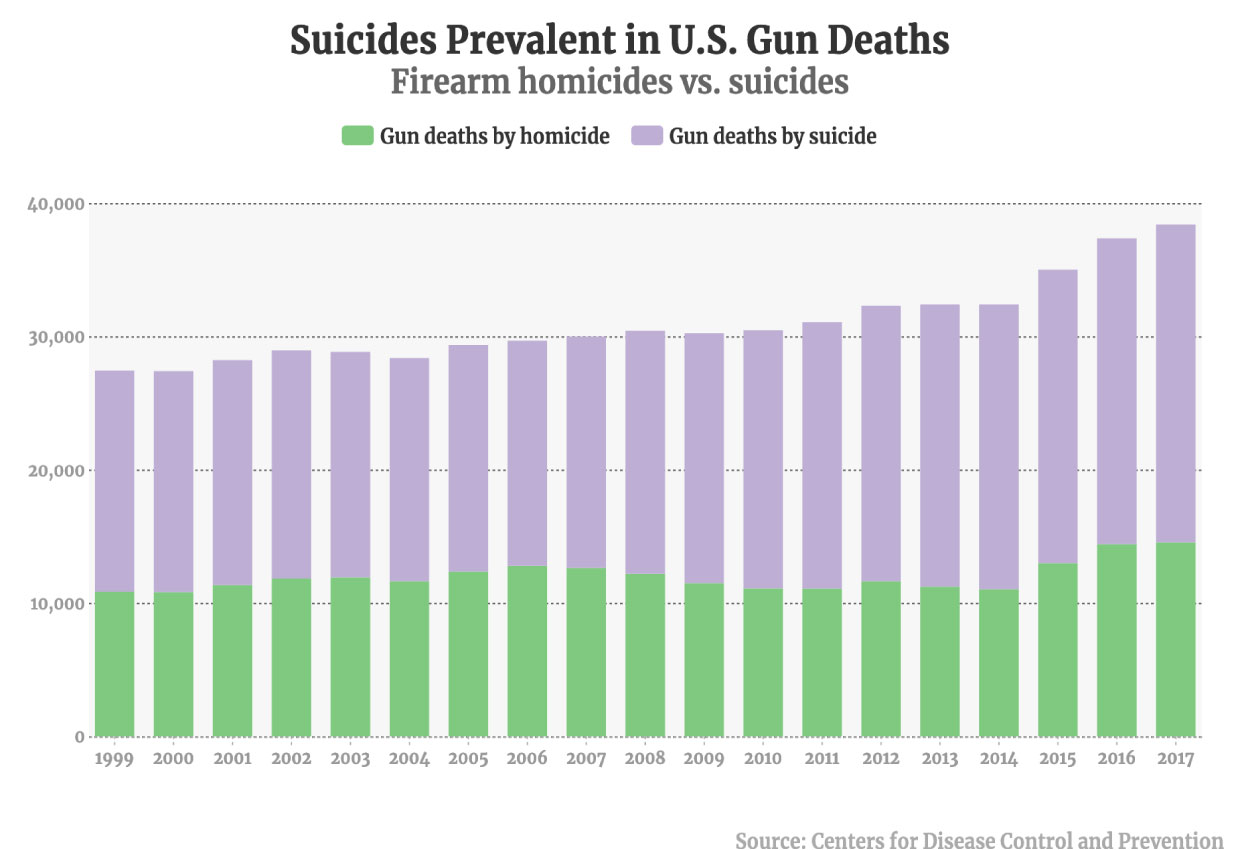 Suicides Prevalent in U.S. Gun Deaths
Firearm homicides vs. suicides
Gun deaths by homicide Gun deaths by suicide
40,000
30,000
20,000
10,000
0
1999 2000 2001 2002 2003 2004 2005 2006 2007 2008 2009 2010 2011 2012 2013 2014 2015 2016 2017
Source: Centers for Disease Control and Prevention